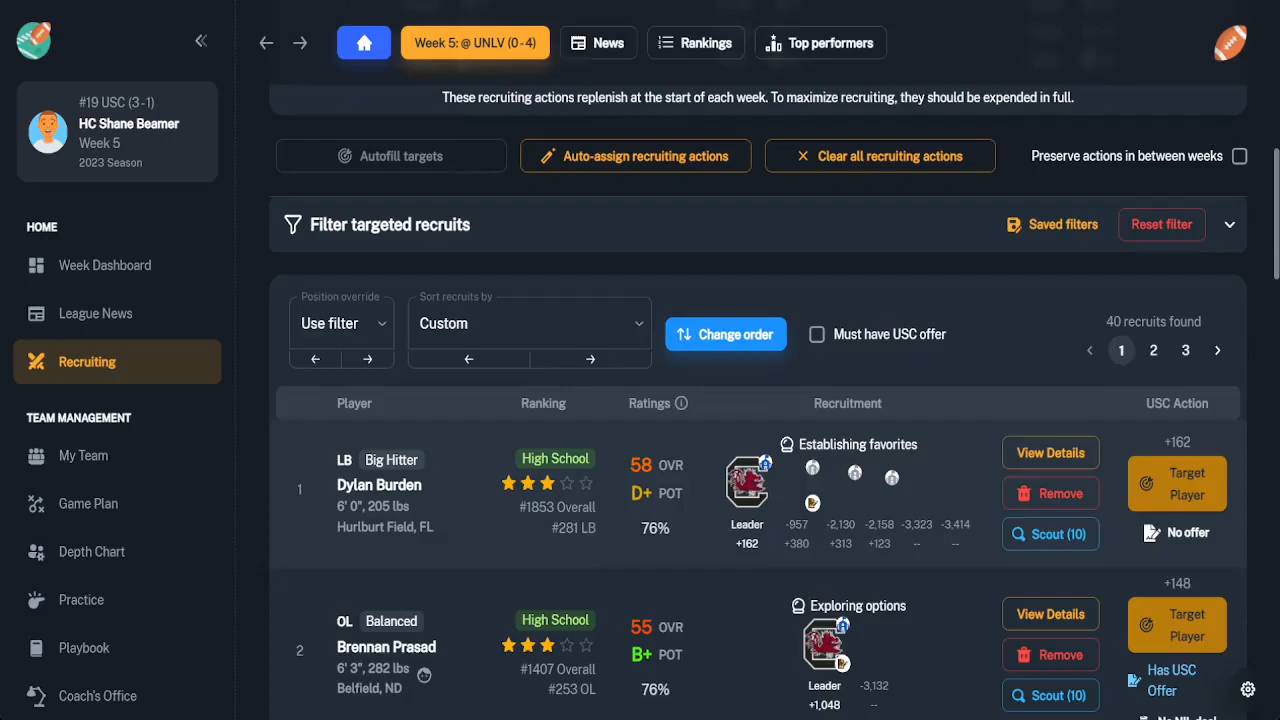 Week 5: @ UNLV (0 - 4)
News
Rankings
Top performers
#19 USC (3 - 1)
HC Shane Beamer
Week 5
2023 Season
HOME
Week Dashboard
League News
Recruiting
TEAM MANAGEMENT
My Team
Game Plan
Depth Chart
Practice
Playbook
Coach's Office
These recruiting actions replenish at the start of each week. To maximize recruiting, they should be expended in full.
Autofill targets
Auto-assign recruiting actions
Clear all recruiting actions
Preserve actions in between weeks
Filter targeted recruits
Saved filters
Reset filter
Position override
Use filter
Sort recruits by
Custom
Change order
Must have USC offer
40 recruits found
1 2 3
Player Ranking Ratings Recruitment USC Action
1
LB Big Hitter
Dylan Burden
6' 0", 205 lbs
Hurlburt Field, FL
High School
#1853 Overall
#281 LB
58 OVR
D+ POT
76%
Establishing favorites
Leader -957 -2,130 -2,158 -3,323 -3,414
+162 +380 +313 +123 -- --
View Details
Remove
Scout (10)
+162
Target
Player
No offer
2
OL Balanced
Brennan Prasad
6' 3", 282 lbs
Belfield, ND
High School
#1407 Overall
#253 OL
55 OVR
B+ POT
76%
Exploring options
Leader -3,132
+1,048 --
View Details
Remove
Scout (10)
+148
Target
Player
Has USC
Offer
No NIL deal